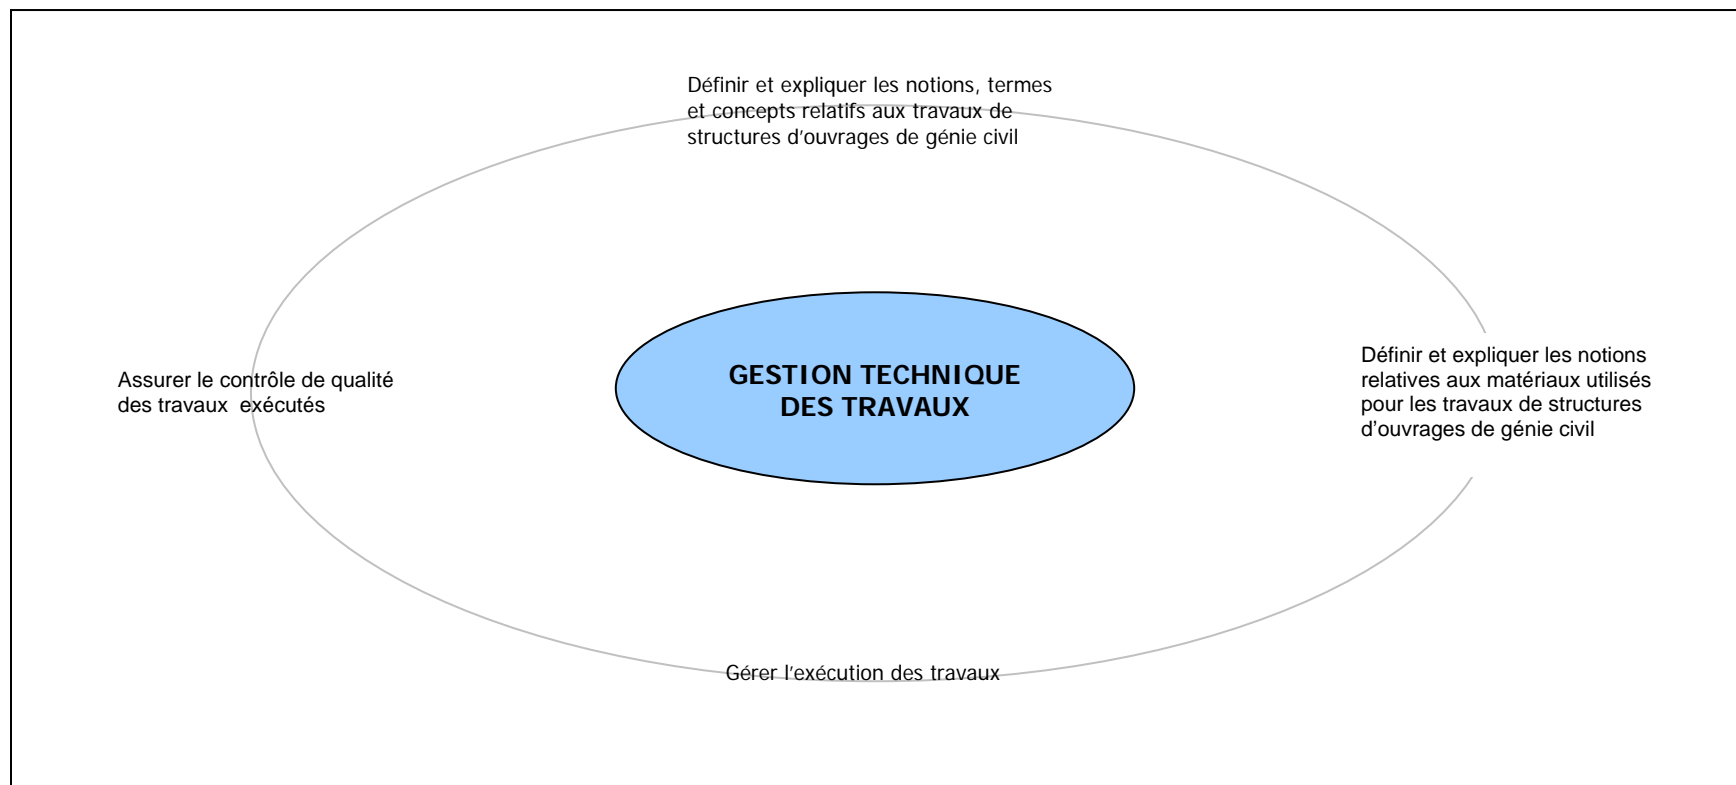 Définir et expliquer les notions, termes
et concepts relatifs aux travaux de
structures d'ouvrages de génie civil
Assurer le contrôle de qualité
des travaux exécutés
GESTION TECHNIQUE
DES TRAVAUX
Définir et expliquer les notions
relatives aux matériaux utilisés
pour les travaux de structures
d'ouvrages de génie civil
Gérer l'exécution des travaux